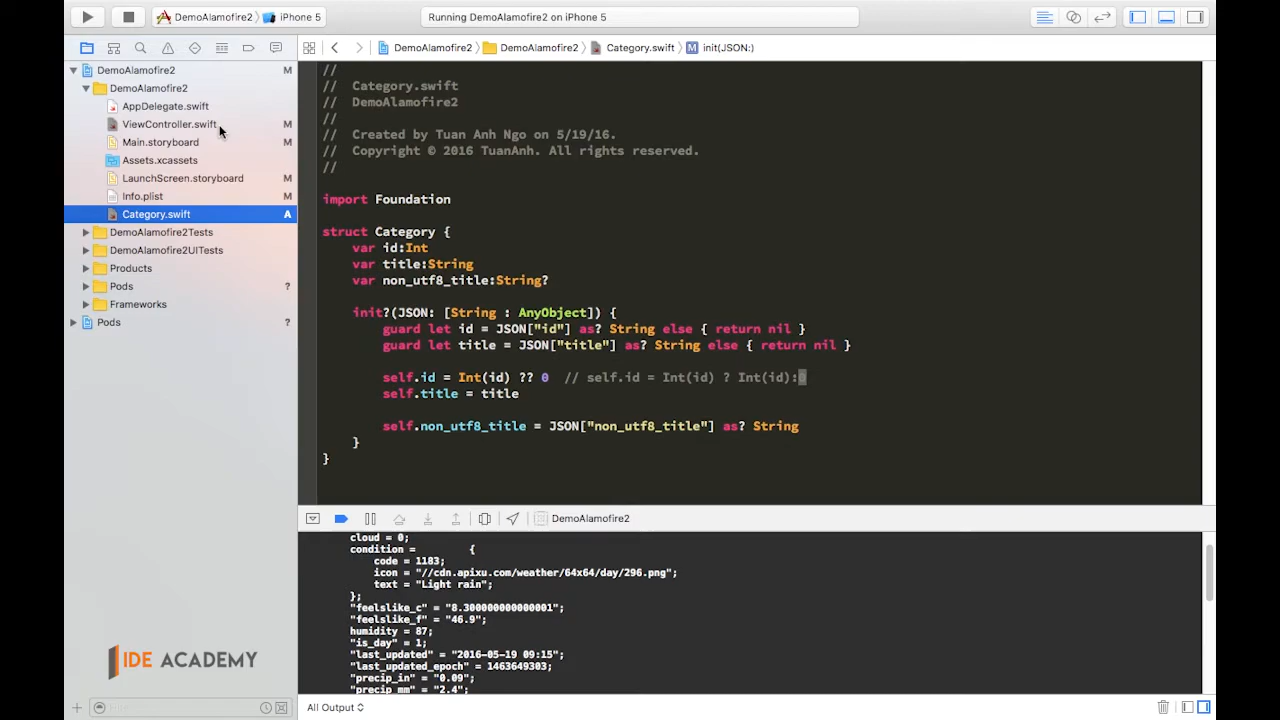 DemoAlamofire2 > iPhone 5
Running DemoAlamofire2 on iPhone 5
DemoAlamofire2 > DemoAlamofire2 > Category.swift > M init(JSON:)
DemoAlamofire2 M
DemoAlamofire2
AppDelegate.swift
ViewController.swift M
Main.storyboard M
Assets.xcassets
LaunchScreen.storyboard M
Info.plist M
Category.swift A
DemoAlamofire2Tests
DemoAlamofire2UITests
Products
Pods ?
Frameworks
Pods ?
//
// Category.swift
// DemoAlamofire2
//
// Created by Tuan Anh Ngo on 5/19/16.
// Copyright © 2016 TuanAnh. All rights reserved.
//
import Foundation
struct Category {
var id:Int
var title:String
var non_utf8_title:String?
init?(JSON: [String : AnyObject]) {
guard let id = JSON["id"] as? String else { return nil }
guard let title = JSON["title"] as? String else { return nil }
self.id = Int(id) ?? 0 // self.id = Int(id) ? Int(id):0
self.title = title
self.non_utf8_title = JSON["non_utf8_title"] as? String
}
}
DemoAlamofire2
cloud = 0;
condition = {
code = 1183;
icon = "//cdn.apixu.com/weather/64x64/day/296.png";
text = "Light rain";
};
"feelslike_c" = "8.300000000000001";
"feelslike_f" = "46.9";
humidity = 87;
"is_day" = 1;
"last_updated" = "2016-05-19 09:15";
"last_updated_epoch" = 1463649303;
"precip_in" = "0.09";
"precip_mm" = "2.4";
IDE ACADEMY
All Output